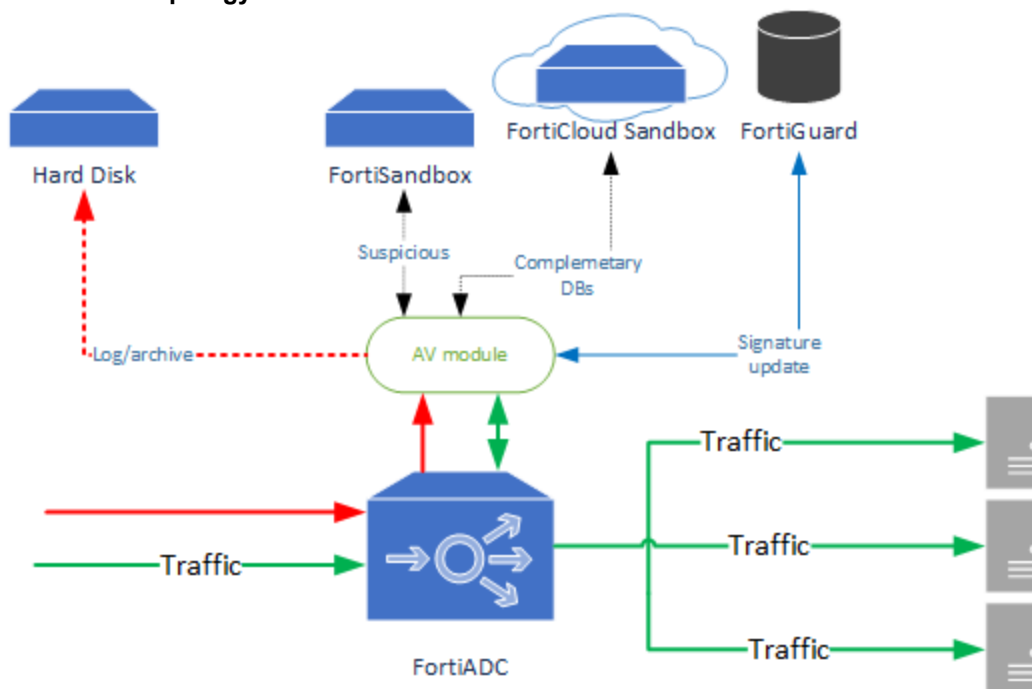 FortiCloud Sandbox
FortiGuard
Hard Disk
FortiSandbox
Suspicious
Complemetary
DBs
Log/archive
AV module
Signature
update
Traffic
Traffic
Traffic
Traffic
FortiADC